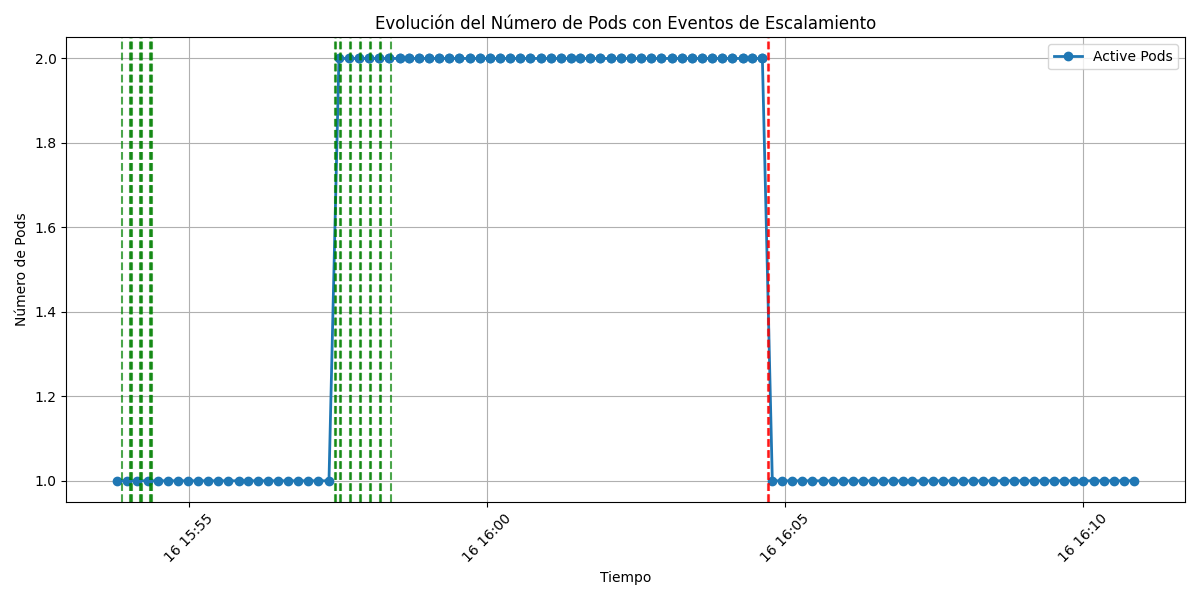 Evolución del Número de Pods con Eventos de Escalamiento
Active Pods
Número de Pods
2.0
1.8
1.6
1.4
1.2
1.0
16 15:55
16 16:00
16 16:05
16 16:10
Tiempo